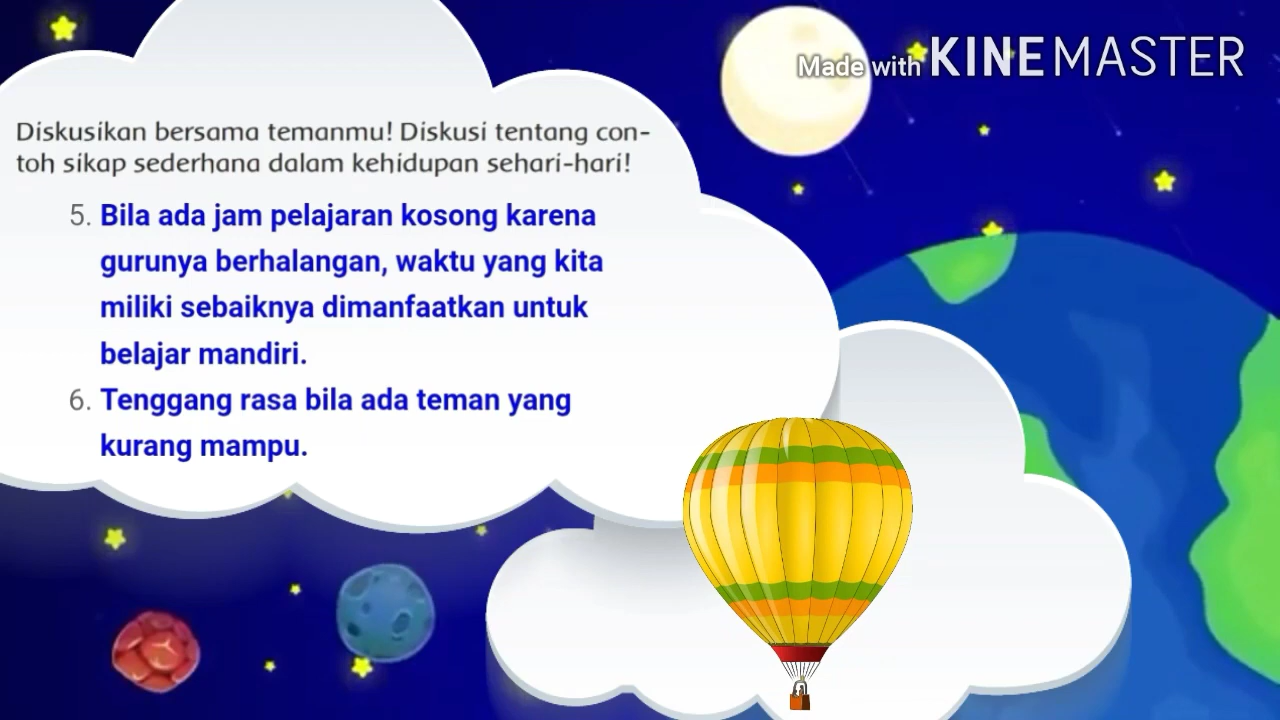 Made with KINEMASTER
Diskusikan bersama temanmu! Diskusi tentang con-
toh sikap sederhana dalam kehidupan sehari-hari!
5. Bila ada jam pelajaran kosong karena
gurunya berhalangan, waktu yang kita
miliki sebaiknya dimanfaatkan untuk
belajar mandiri.
6. Tenggang rasa bila ada teman yang
kurang mampu.